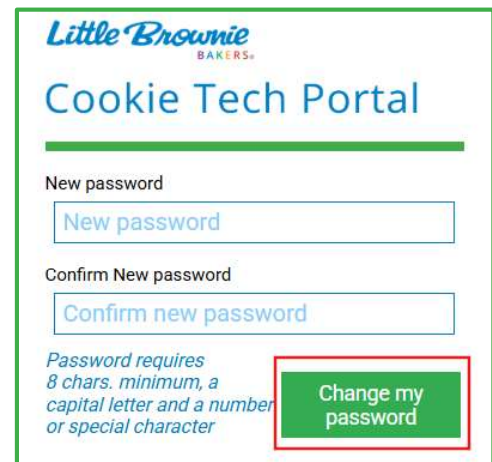 Little Brownie
BAKERS®
Cookie Tech Portal
New password
New password
Confirm New password
Confirm new password
Password requires
8 chars. minimum, a
capital letter and a number
or special character
Change my
password